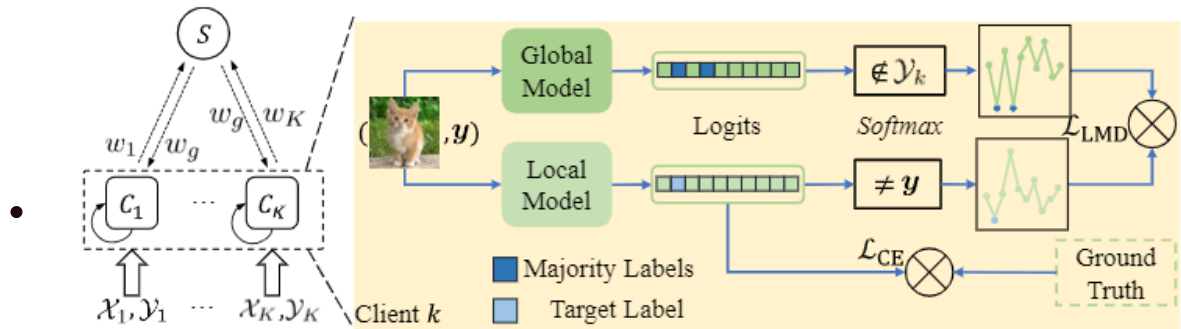 S
w_1
w_g
w_g
w_K
C_1
...
C_K
𝒳_1, 𝒴_1
...
𝒳_K, 𝒴_K
Client k
(
, y)
Global
Model
Local
Model
Logits
∉ 𝒴_k
Softmax
≠ y
ℒ_LMD
ℒ_CE
Majority Labels
Target Label
Ground
Truth